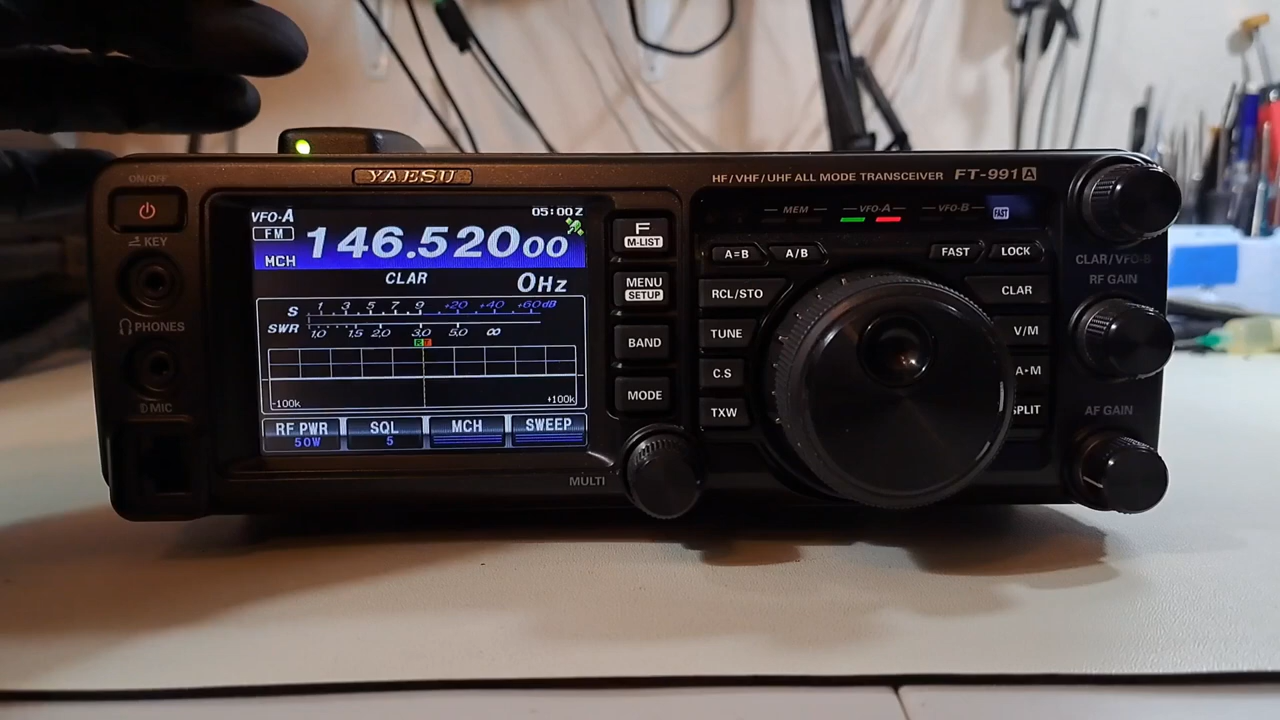 ON/OFF
YAESU
HF/VHF/UHF ALL MODE TRANSCEIVER FT-991A
KEY
PHONES
MIC
VFO-A 05:00Z
FM 146.52000
MCH
CLAR 0Hz
S 1 3 5 7 9 +20 +40 +60dB
SWR 1.0 1.5 2.0 3.0 5.0 ∞
R T
-100k +100k
RF PWR SQL MCH SWEEP
50W 5
F
M-LIST
MENU
SETUP
BAND
MODE
MULTI
MEM VFO-A VFO-B FAST
A=B A/B FAST LOCK
RCL/STO CLAR
TUNE V/M
C.S A▸M
TXW SPLIT
CLAR/VFO-B
RF GAIN
AF GAIN